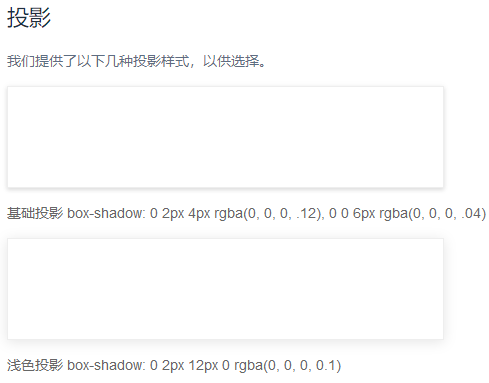 投影
我们提供了以下几种投影样式，以供选择。
基础投影 box-shadow: 0 2px 4px rgba(0, 0, 0, .12), 0 0 6px rgba(0, 0, 0, .04)
浅色投影 box-shadow: 0 2px 12px 0 rgba(0, 0, 0, 0.1)